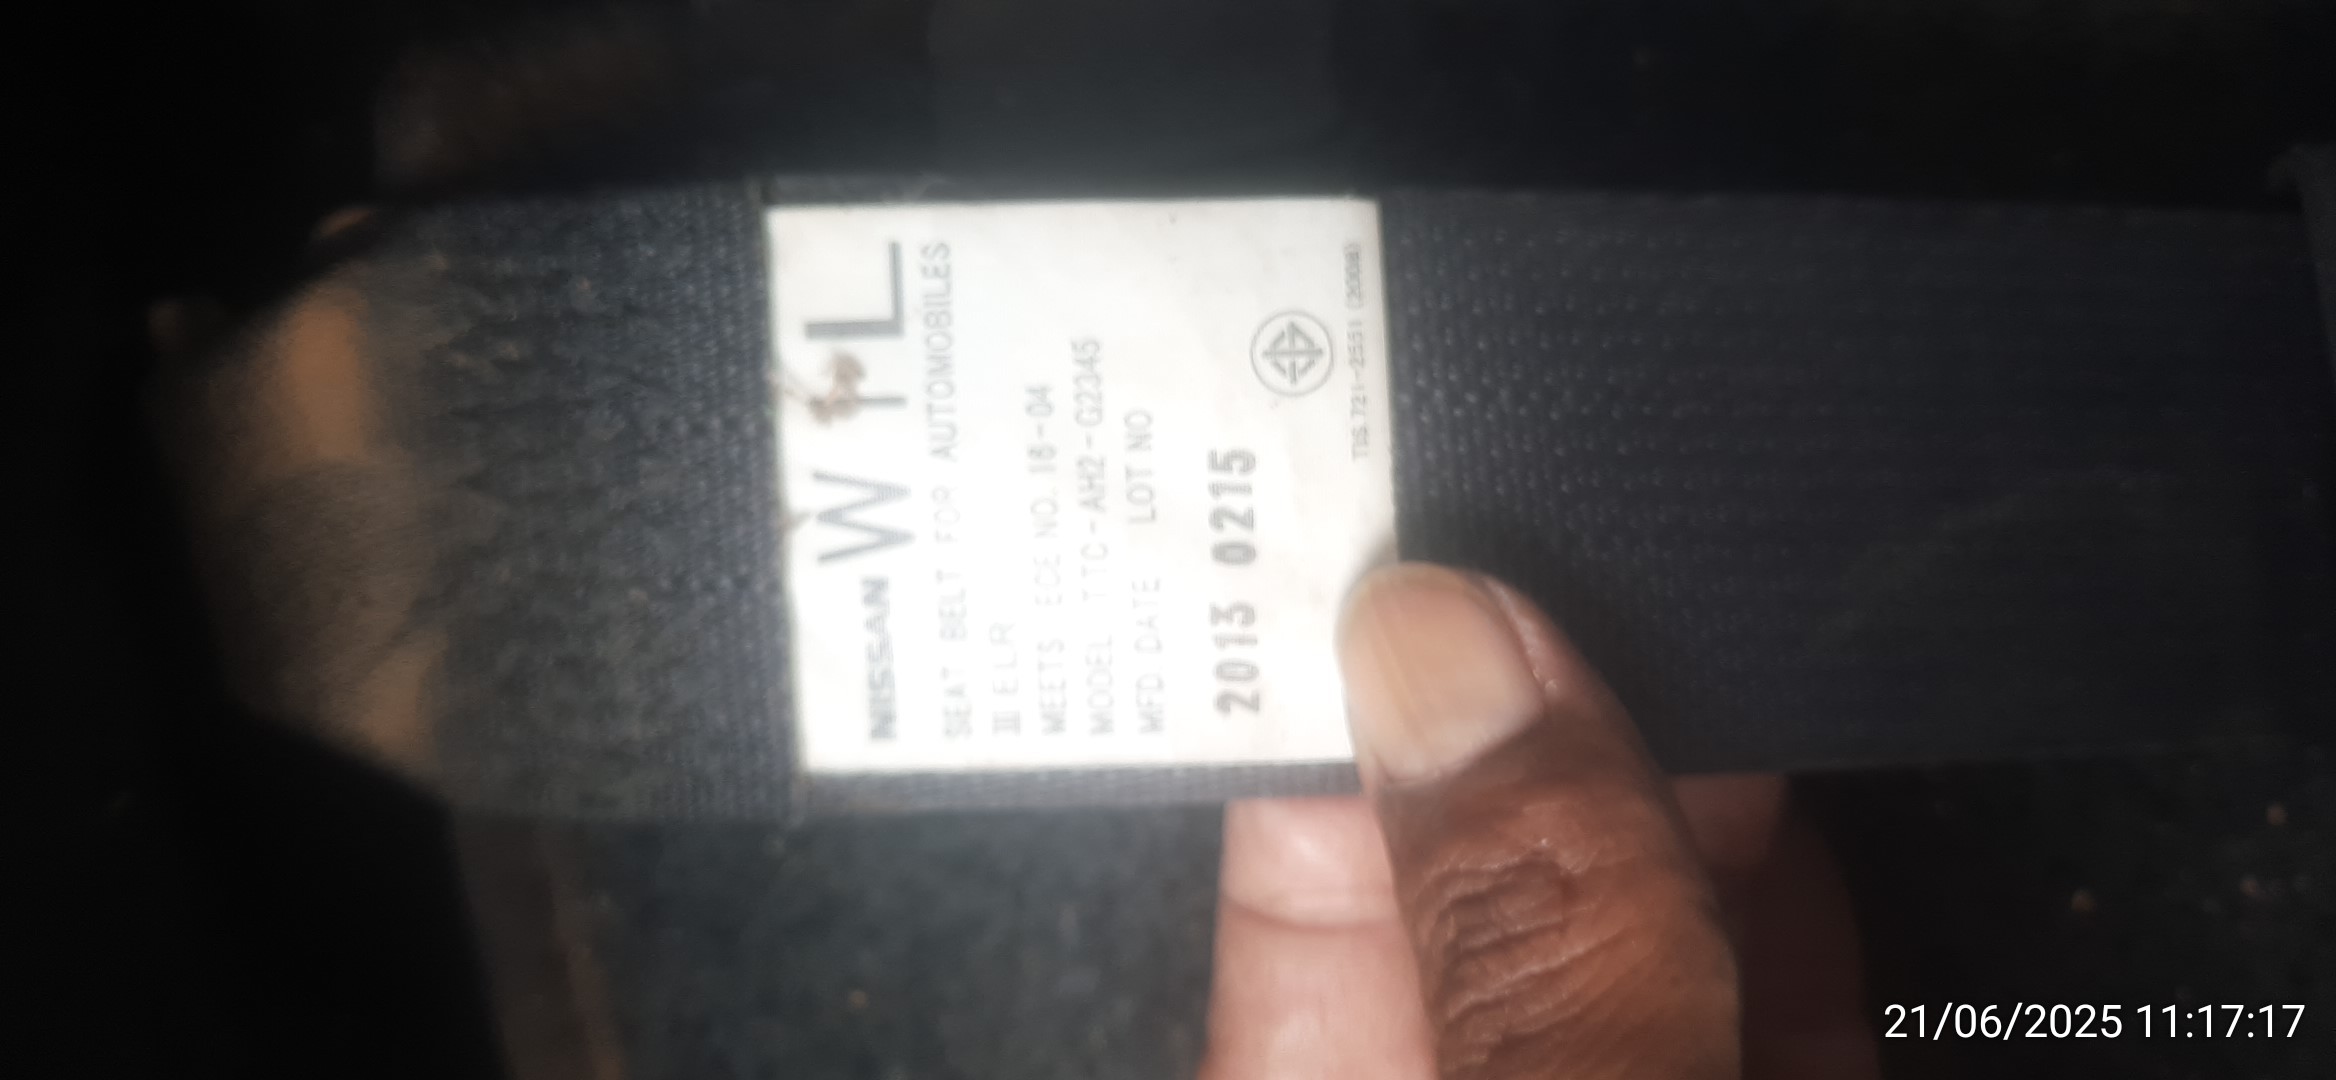 NISSAN W
L
SEAT BELT FOR AUTOMOBILES
III ELR
MEETS ECE NO. 16-04
MODEL TTC-AH2-G2345
MFD. DATE LOT NO
2013 0215
TIS.721-2551 (2008)
21/06/2025 11:17:17